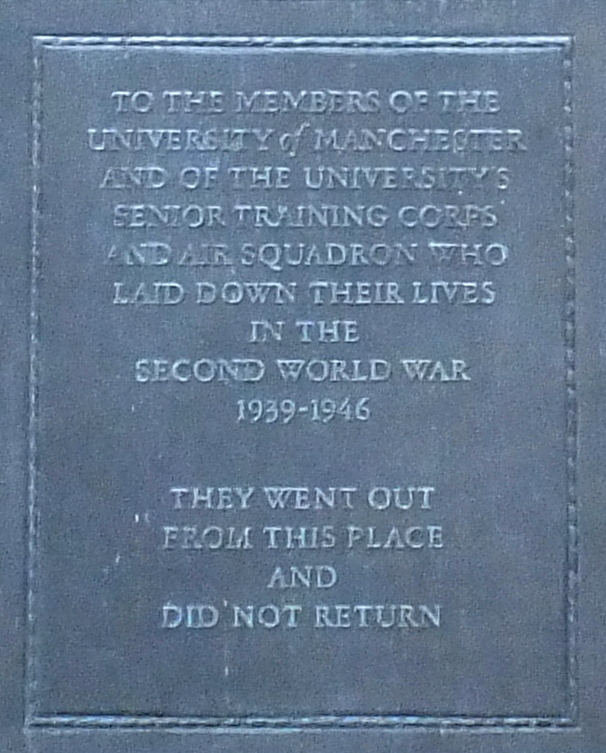 TO THE MEMBERS OF THE
UNIVERSITY of MANCHESTER
AND OF THE UNIVERSITY'S
SENIOR TRAINING CORPS
AND AIR SQUADRON WHO
LAID DOWN THEIR LIVES
IN THE
SECOND WORLD WAR
1939-1946
THEY WENT OUT
FROM THIS PLACE
AND
DID NOT RETURN